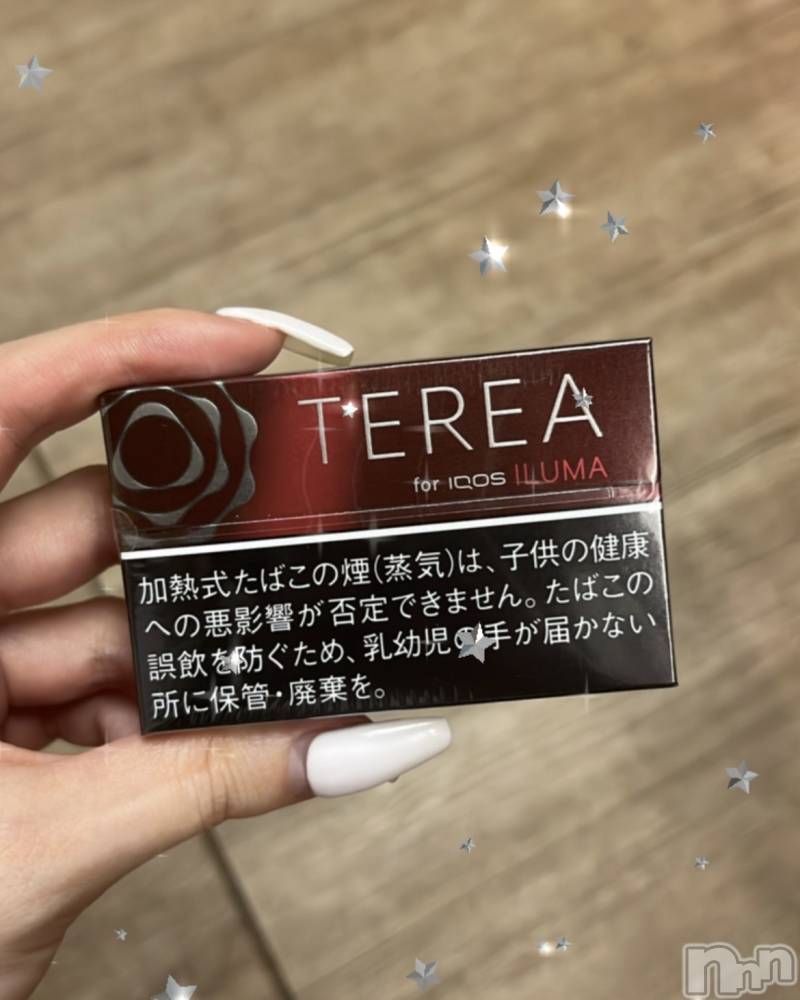 TEREA
for IQOS ILUMA
加熱式たばこの煙(蒸気)は、子供の健康
への悪影響が否定できません。たばこの
誤飲を防ぐため、乳幼児の手が届かない
所に保管・廃棄を。
nnn